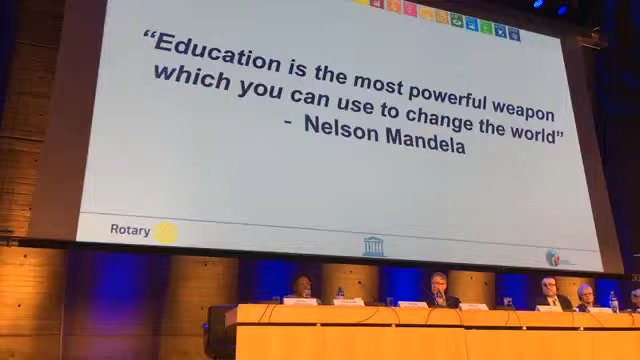 “Education is the most powerful weapon
which you can use to change the world”
- Nelson Mandela
Rotary